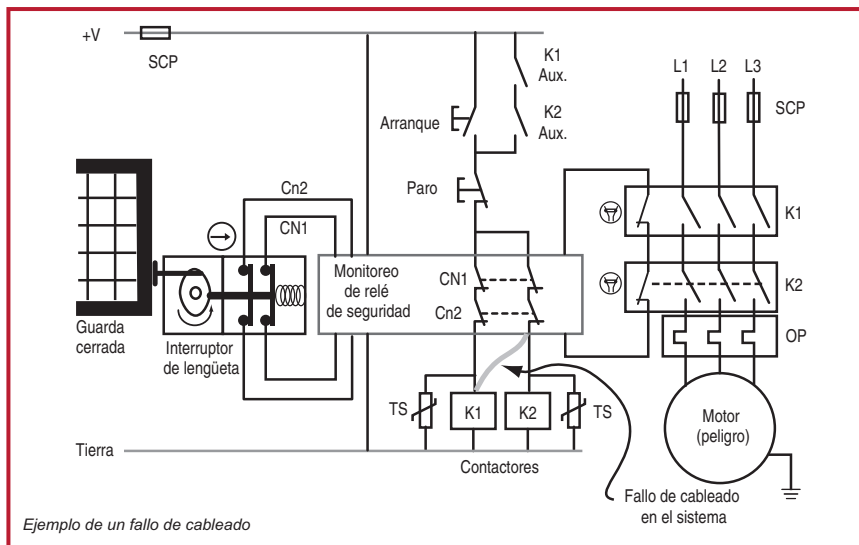 +V
SCP
K1
Aux.
K2
Aux.
Arranque
Paro
L1 L2 L3
SCP
K1
K2
OP
Motor
(peligro)
Cn2
CN1
Guarda
cerrada
Interruptor
de lengüeta
Monitoreo
de relé
de seguridad
CN1
Cn2
TS
K1
K2
TS
Tierra
Contactores
Fallo de cableado
en el sistema
Ejemplo de un fallo de cableado